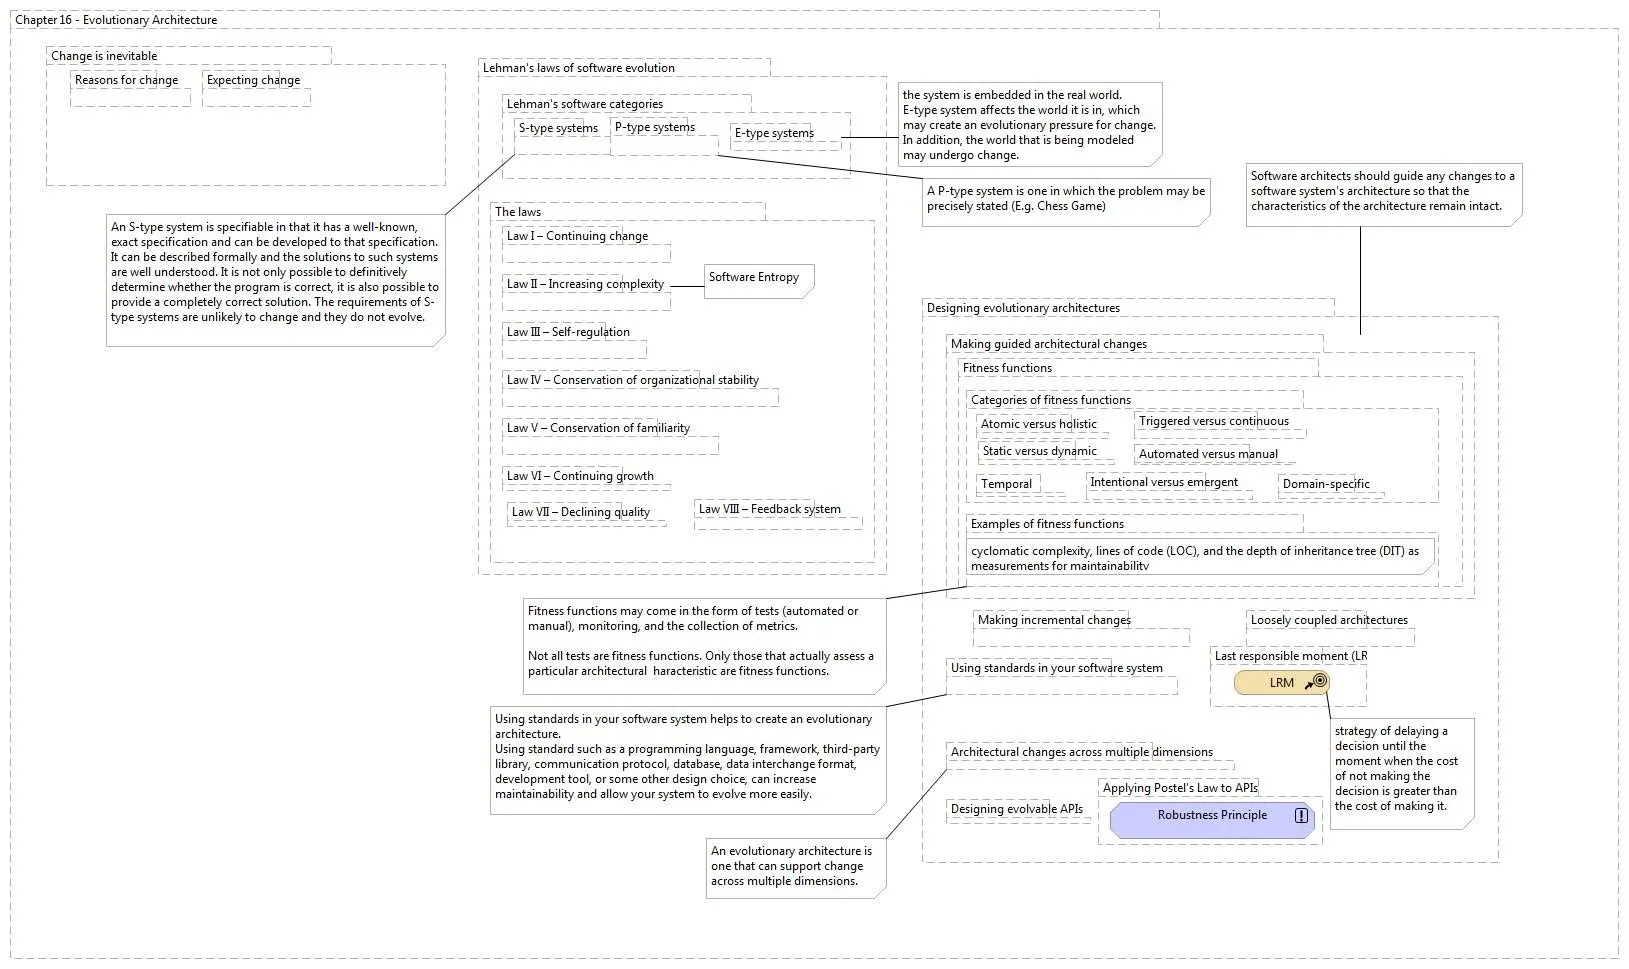 Chapter 16 - Evolutionary Architecture
Change is inevitable
Reasons for change
Expecting change
An S-type system is specifiable in that it has a well-known,
exact specification and can be developed to that specification.
It can be described formally and the solutions to such systems
are well understood. It is not only possible to definitively
determine whether the program is correct, it is also possible to
provide a completely correct solution. The requirements of S-
type systems are unlikely to change and they do not evolve.
Lehman's laws of software evolution
Lehman's software categories
S-type systems
P-type systems
E-type systems
the system is embedded in the real world.
E-type system affects the world it is in, which
may create an evolutionary pressure for change.
In addition, the world that is being modeled
may undergo change.
A P-type system is one in which the problem may be
precisely stated (E.g. Chess Game)
Software architects should guide any changes to a
software system's architecture so that the
characteristics of the architecture remain intact.
The laws
Law I – Continuing change
Law II – Increasing complexity
Software Entropy
Law III – Self-regulation
Law IV – Conservation of organizational stability
Law V – Conservation of familiarity
Law VI – Continuing growth
Law VII – Declining quality
Law VIII – Feedback system
Designing evolutionary architectures
Making guided architectural changes
Fitness functions
Categories of fitness functions
Atomic versus holistic
Triggered versus continuous
Static versus dynamic
Automated versus manual
Temporal
Intentional versus emergent
Domain-specific
Examples of fitness functions
cyclomatic complexity, lines of code (LOC), and the depth of inheritance tree (DIT) as
measurements for maintainability
Fitness functions may come in the form of tests (automated or
manual), monitoring, and the collection of metrics.
Not all tests are fitness functions. Only those that actually assess a
particular architectural  haracteristic are fitness functions.
Making incremental changes
Loosely coupled architectures
Using standards in your software system
Last responsible moment (LR
LRM
Using standards in your software system helps to create an evolutionary
architecture.
Using standard such as a programming language, framework, third-party
library, communication protocol, database, data interchange format,
development tool, or some other design choice, can increase
maintainability and allow your system to evolve more easily.
strategy of delaying a
decision until the
moment when the cost
of not making the
decision is greater than
the cost of making it.
Architectural changes across multiple dimensions
Designing evolvable APIs
Applying Postel's Law to APIs
Robustness Principle
An evolutionary architecture is
one that can support change
across multiple dimensions.